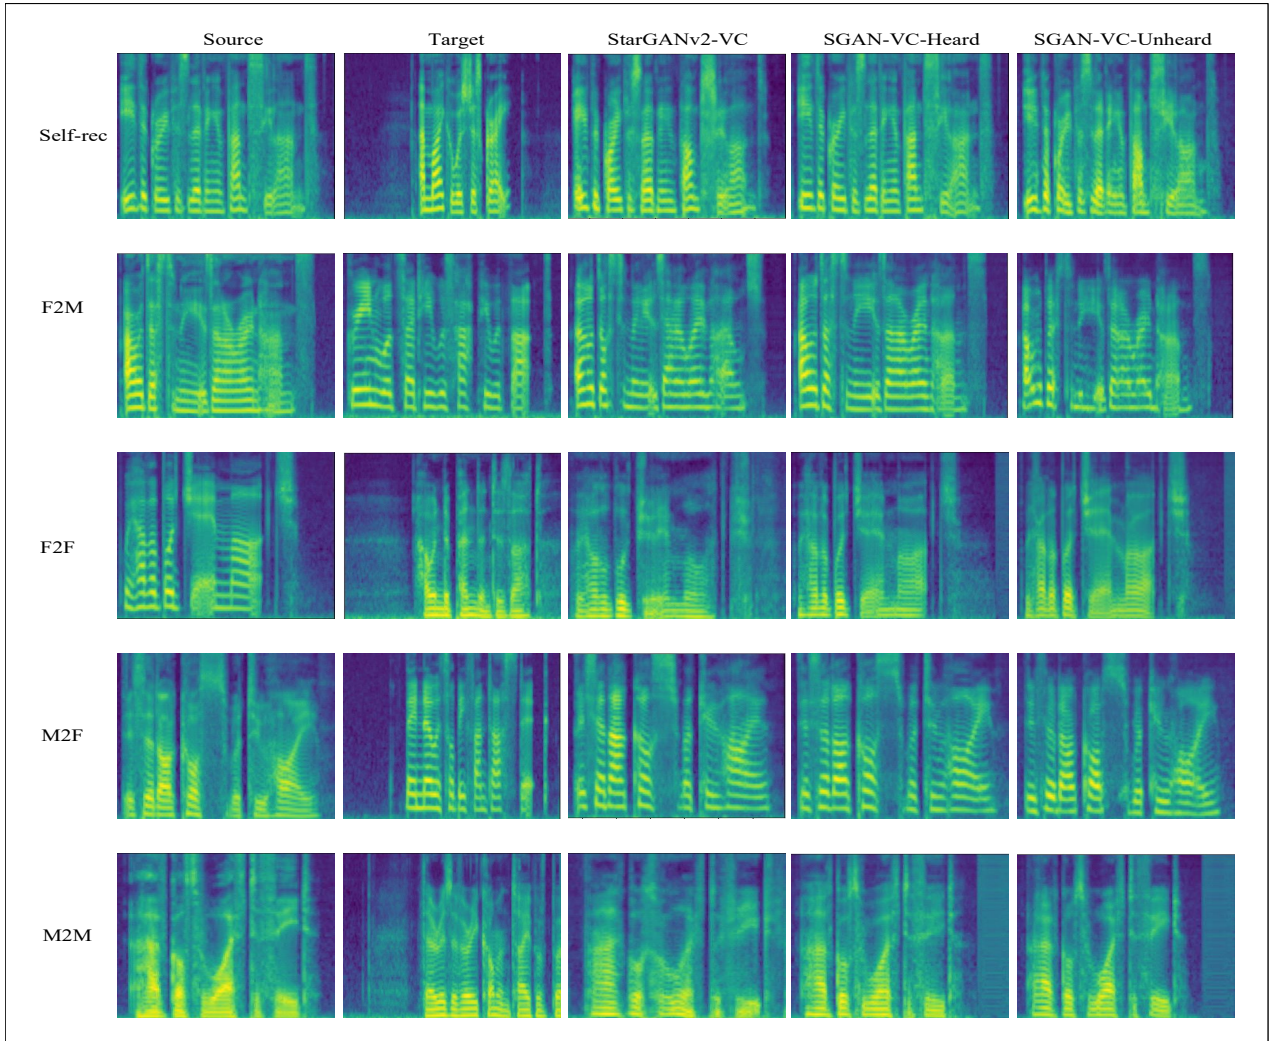 Source Target StarGANv2-VC SGAN-VC-Heard SGAN-VC-Unheard
Self-rec
F2M
F2F
M2F
M2M